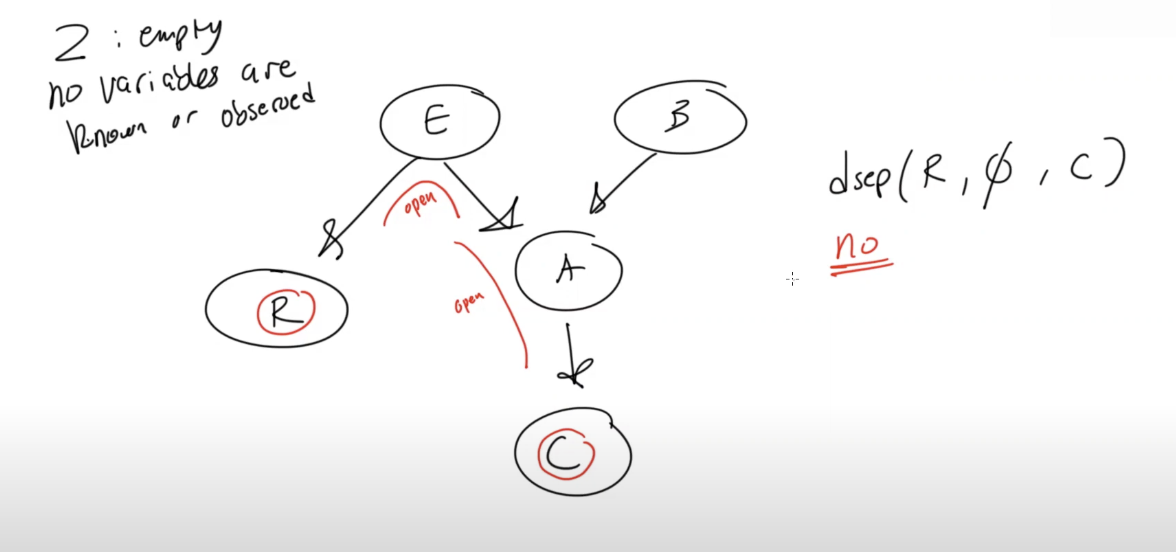 Z : empty
no variables are
known or observed
E
B
dsep(R, ϕ, C)
open
no
A
open
R
C